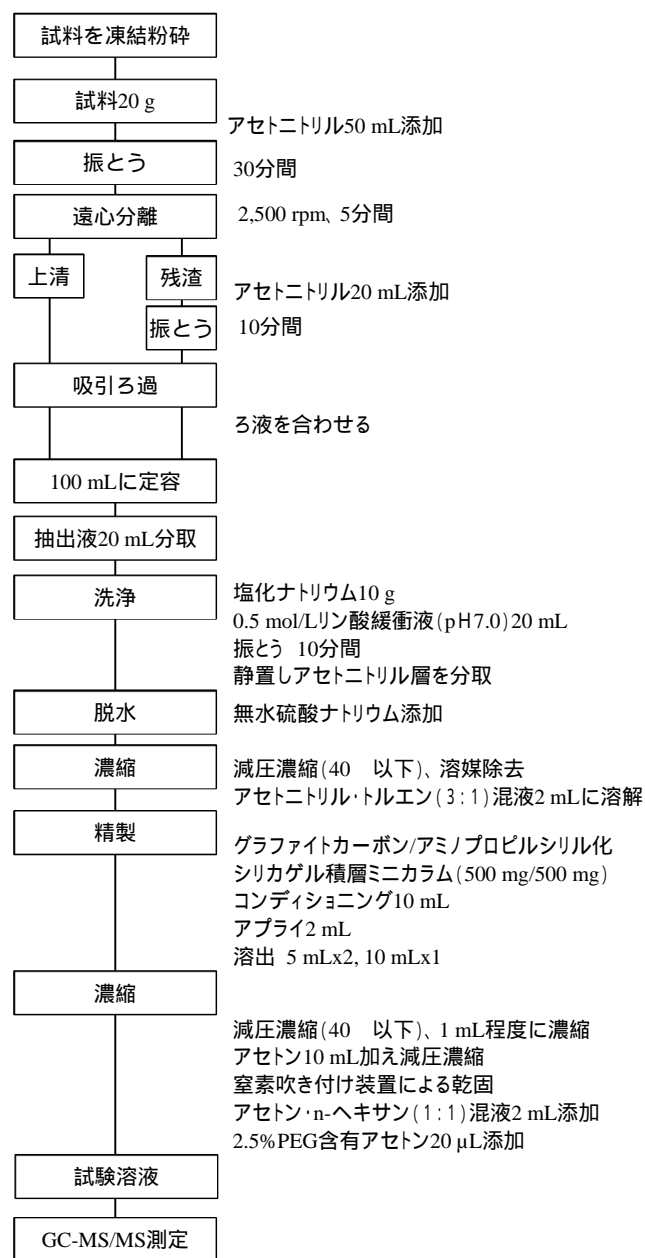 試料を凍結粉砕
試料20 g
アセトニトリル50 mL添加
振とう
30分間
遠心分離
2,500 rpm、5分間
上清
残渣
アセトニトリル20 mL添加
振とう
10分間
吸引ろ過
ろ液を合わせる
100 mLに定容
抽出液20 mL分取
洗浄
塩化ナトリウム10 g
0.5 mol/Lリン酸緩衝液(pH7.0)20 mL
振とう 10分間
静置しアセトニトリル層を分取
脱水
無水硫酸ナトリウム添加
濃縮
減圧濃縮(40　以下)、溶媒除去
アセトニトリル・トルエン(3:1)混液2 mLに溶解
精製
グラファイトカーボン/アミノプロピルシリル化
シリカゲル積層ミニカラム(500 mg/500 mg)
コンディショニング10 mL
アプライ2 mL
溶出 5 mLx2, 10 mLx1
濃縮
減圧濃縮(40　以下)、1 mL程度に濃縮
アセトン10 mL加え減圧濃縮
窒素吹き付け装置による乾固
アセトン・n-ヘキサン(1:1)混液2 mL添加
2.5%PEG含有アセトン20 μL添加
試験溶液
GC-MS/MS測定